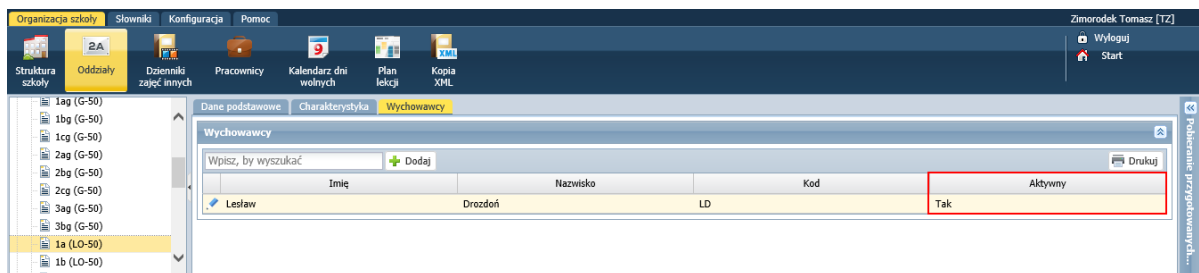 Organizacja szkoły Słowniki Konfiguracja Pomoc Zimorodek Tomasz [TZ]
Struktura szkoły
2A
Oddziały
Dzienniki zajęć innych
Pracownicy
9
Kalendarz dni wolnych
Plan lekcji
XML
Kopia XML
Wyloguj
Start
1ag (G-50)
1bg (G-50)
1cg (G-50)
2ag (G-50)
2bg (G-50)
2cg (G-50)
3ag (G-50)
3bg (G-50)
1a (LO-50)
1b (LO-50)
Dane podstawowe Charakterystyka Wychowawcy
Wychowawcy
Wpisz, by wyszukać Dodaj Drukuj
Imię Nazwisko Kod Aktywny
Lesław Drozdoń LD Tak
Pobieranie przygotowanych...